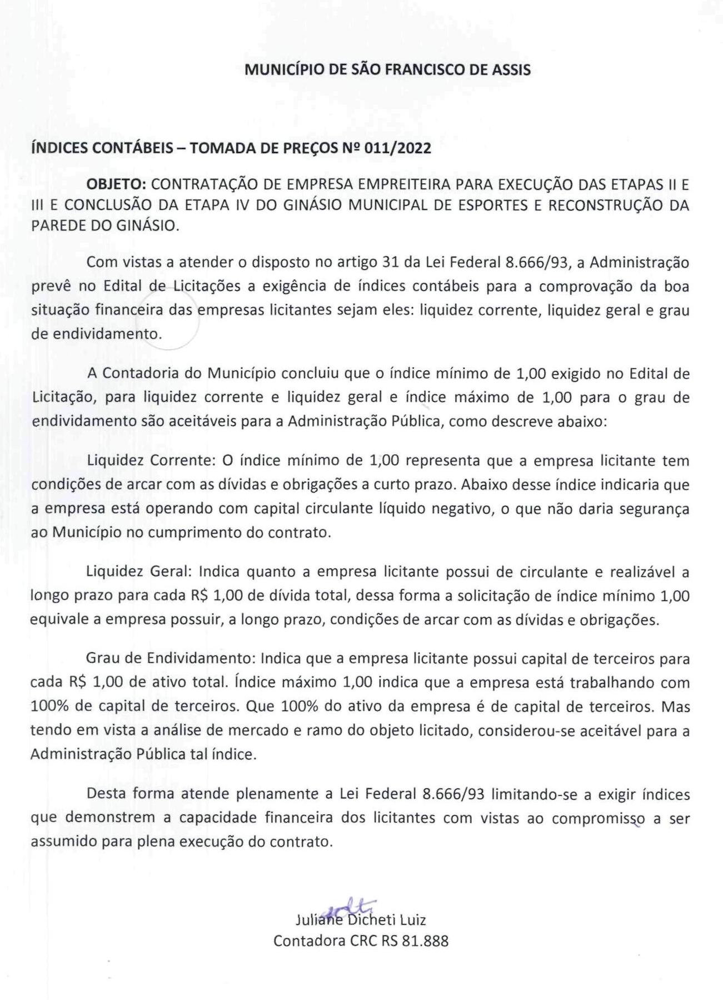 MUNICÍPIO DE SÃO FRANCISCO DE ASSIS
ÍNDICES CONTÁBEIS – TOMADA DE PREÇOS Nº 011/2022
OBJETO: CONTRATAÇÃO DE EMPRESA EMPREITEIRA PARA EXECUÇÃO DAS ETAPAS II E
III E CONCLUSÃO DA ETAPA IV DO GINÁSIO MUNICIPAL DE ESPORTES E RECONSTRUÇÃO DA
PAREDE DO GINÁSIO.
Com vistas a atender o disposto no artigo 31 da Lei Federal 8.666/93, a Administração
prevê no Edital de Licitações a exigência de índices contábeis para a comprovação da boa
situação financeira das empresas licitantes sejam eles: liquidez corrente, liquidez geral e grau
de endividamento.
A Contadoria do Município concluiu que o índice mínimo de 1,00 exigido no Edital de
Licitação, para liquidez corrente e liquidez geral e índice máximo de 1,00 para o grau de
endividamento são aceitáveis para a Administração Pública, como descreve abaixo:
Liquidez Corrente: O índice mínimo de 1,00 representa que a empresa licitante tem
condições de arcar com as dívidas e obrigações a curto prazo. Abaixo desse índice indicaria que
a empresa está operando com capital circulante líquido negativo, o que não daria segurança
ao Município no cumprimento do contrato.
Liquidez Geral: Indica quanto a empresa licitante possui de circulante e realizável a
longo prazo para cada R$ 1,00 de dívida total, dessa forma a solicitação de índice mínimo 1,00
equivale a empresa possuir, a longo prazo, condições de arcar com as dívidas e obrigações.
Grau de Endividamento: Indica que a empresa licitante possui capital de terceiros para
cada R$ 1,00 de ativo total. Índice máximo 1,00 indica que a empresa está trabalhando com
100% de capital de terceiros. Que 100% do ativo da empresa é de capital de terceiros. Mas
tendo em vista a análise de mercado e ramo do objeto licitado, considerou-se aceitável para a
Administração Pública tal índice.
Desta forma atende plenamente a Lei Federal 8.666/93 limitando-se a exigir índices
que demonstrem a capacidade financeira dos licitantes com vistas ao compromisso a ser
assumido para plena execução do contrato.
Juliane Dicheti Luiz
Contadora CRC RS 81.888